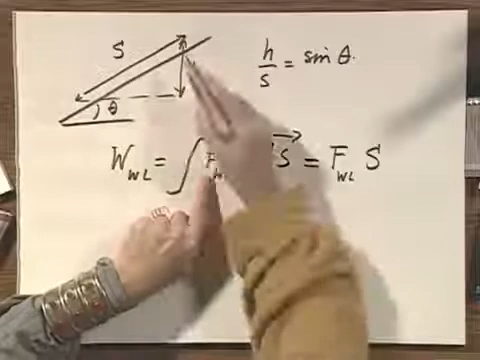 S
h/s = sin θ
θ
W_WL = ∫ F S = F_WL S